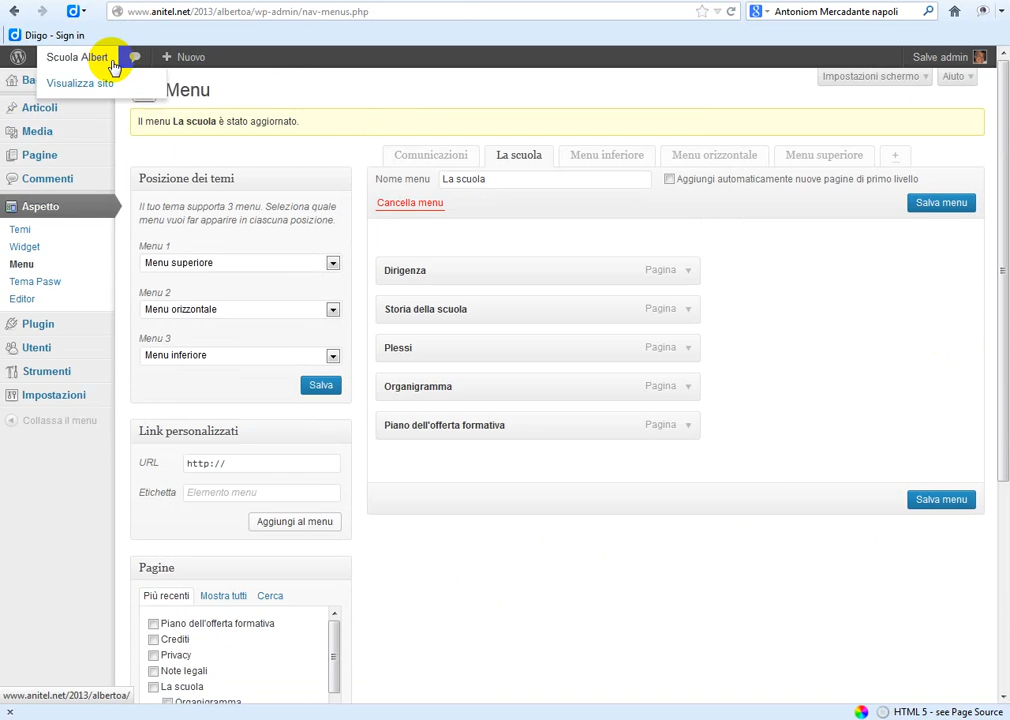 www.anitel.net/2013/albertoa/wp-admin/nav-menus.php
Antoniom Mercadante napoli
Diigo - Sign in
Scuola Albert
Nuovo
Salve admin
Visualizza sito
Ba
Menu
Impostazioni schermo
Aiuto
Articoli
Media
Pagine
Commenti
Aspetto
Temi
Widget
Menu
Tema Pasw
Editor
Plugin
Utenti
Strumenti
Impostazioni
Collassa il menu
Il menu La scuola è stato aggiornato.
Posizione dei temi
Il tuo tema supporta 3 menu. Seleziona quale
menu vuoi far apparire in ciascuna posizione.
Menu 1
Menu superiore
Menu 2
Menu orizzontale
Menu 3
Menu inferiore
Salva
Link personalizzati
URL
http://
Etichetta
Elemento menu
Aggiungi al menu
Pagine
Più recenti
Mostra tutti
Cerca
Piano dell'offerta formativa
Crediti
Privacy
Note legali
La scuola
Organigramma
Comunicazioni
La scuola
Menu inferiore
Menu orizzontale
Menu superiore
+
Nome menu
La scuola
Aggiungi automaticamente nuove pagine di primo livello
Cancella menu
Salva menu
Dirigenza
Pagina
Storia della scuola
Pagina
Plessi
Pagina
Organigramma
Pagina
Piano dell'offerta formativa
Pagina
Salva menu
www.anitel.net/2013/albertoa/
HTML 5 - see Page Source